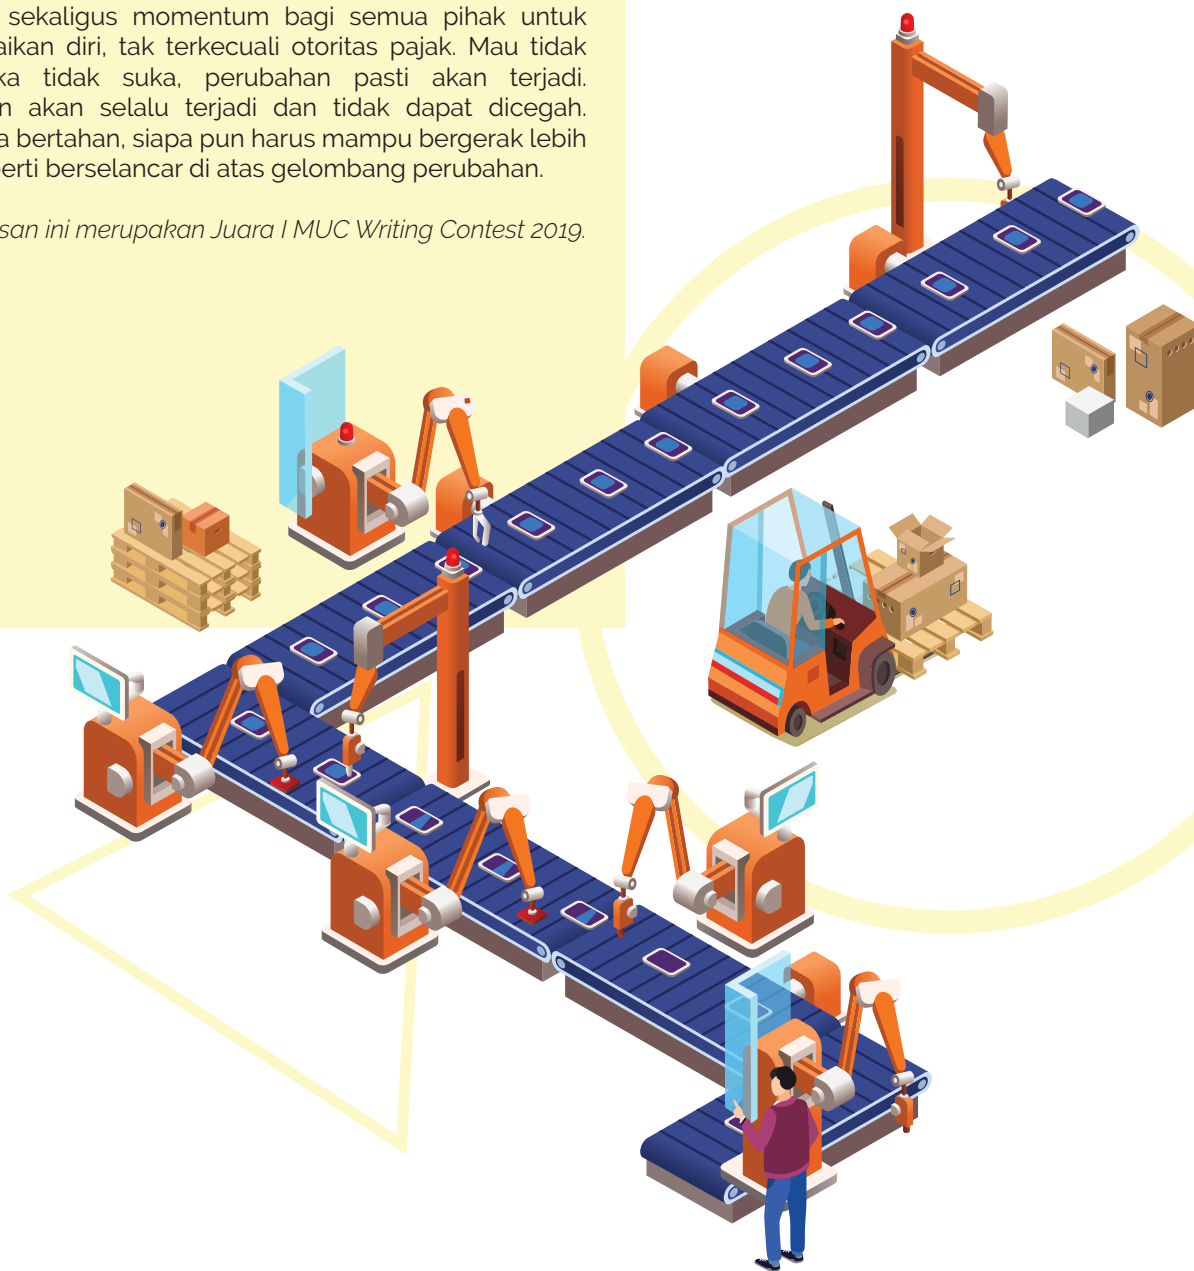 sekaligus momentum bagi semua pihak untuk
aikan diri, tak terkecuali otoritas pajak. Mau tidak
ka tidak suka, perubahan pasti akan terjadi.
n akan selalu terjadi dan tidak dapat dicegah.
a bertahan, siapa pun harus mampu bergerak lebih
perti berselancar di atas gelombang perubahan.
san ini merupakan Juara I MUC Writing Contest 2019.